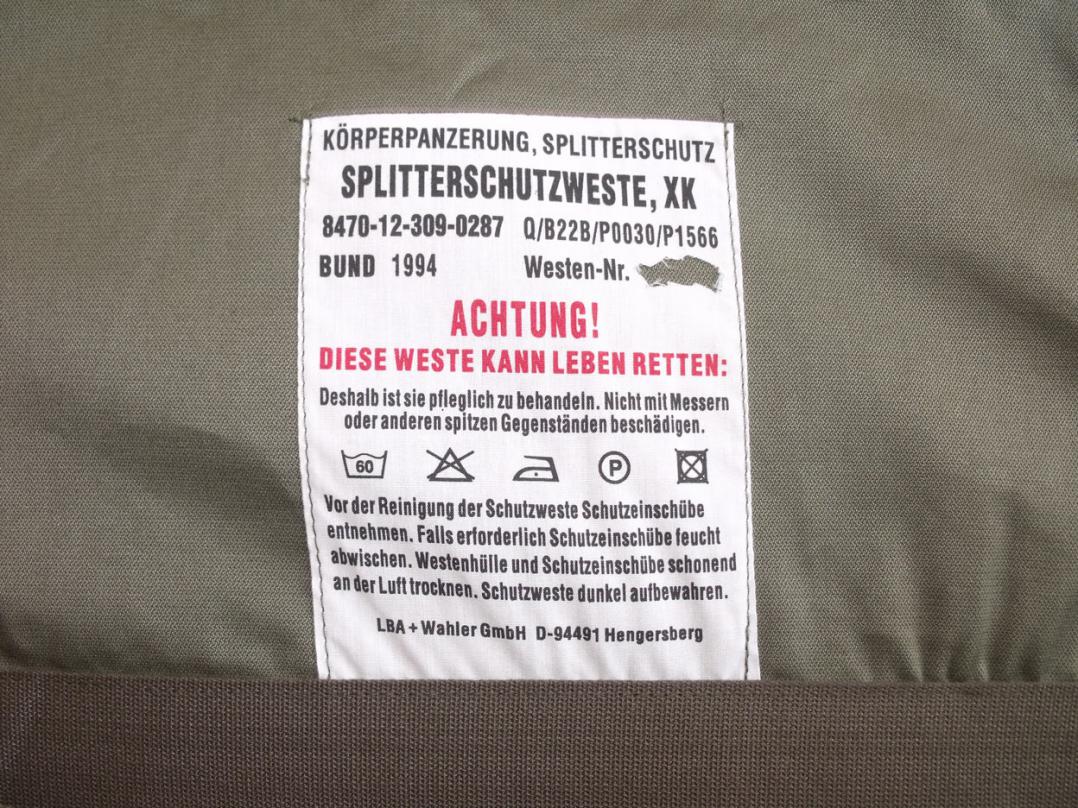 KÖRPERPANZERUNG, SPLITTERSCHUTZ
SPLITTERSCHUTZWESTE, XK
8470-12-309-0287 Q/B22B/P0030/P1566
BUND 1994 Westen-Nr.
ACHTUNG!
DIESE WESTE KANN LEBEN RETTEN:
Deshalb ist sie pfleglich zu behandeln. Nicht mit Messern
oder anderen spitzen Gegenständen beschädigen.
60 P
Vor der Reinigung der Schutzweste Schutzeinschübe
entnehmen. Falls erforderlich Schutzeinschübe feucht
abwischen. Westenhülle und Schutzeinschübe schonend
an der Luft trocknen. Schutzweste dunkel aufbewahren.
LBA + Wahler GmbH D-94491 Hengersberg